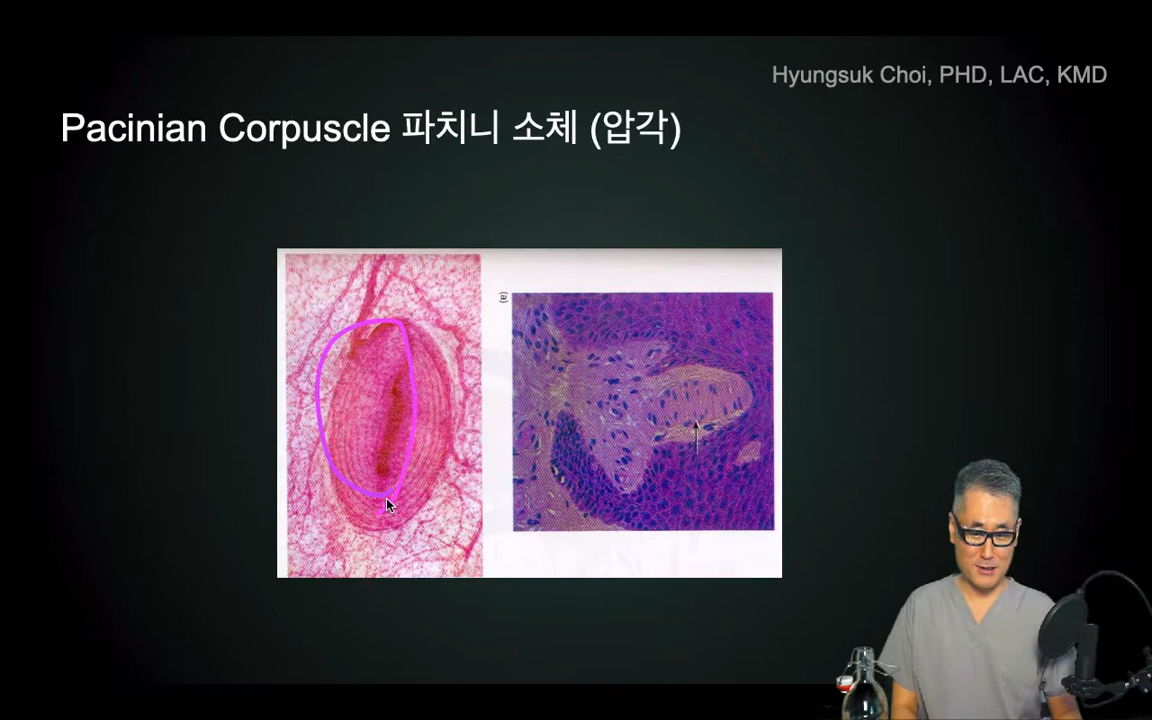 Hyungsuk Choi, PHD, LAC, KMD
Pacinian Corpuscle 파치니 소체 (압각)
(a)